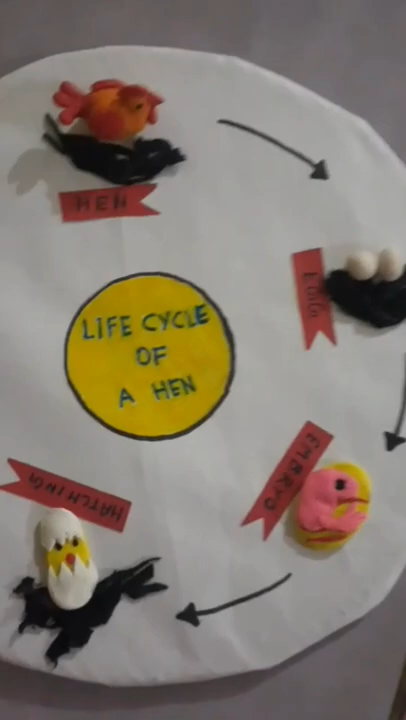 HEN
EGG
LIFE CYCLE
OF
A HEN
EMBRYO
HATCHING